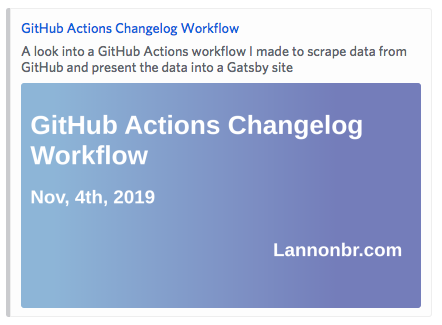 GitHub Actions Changelog Workflow
A look into a GitHub Actions workflow I made to scrape data from
GitHub and present the data into a Gatsby site
GitHub Actions Changelog
Workflow
Nov, 4th, 2019
Lannonbr.com